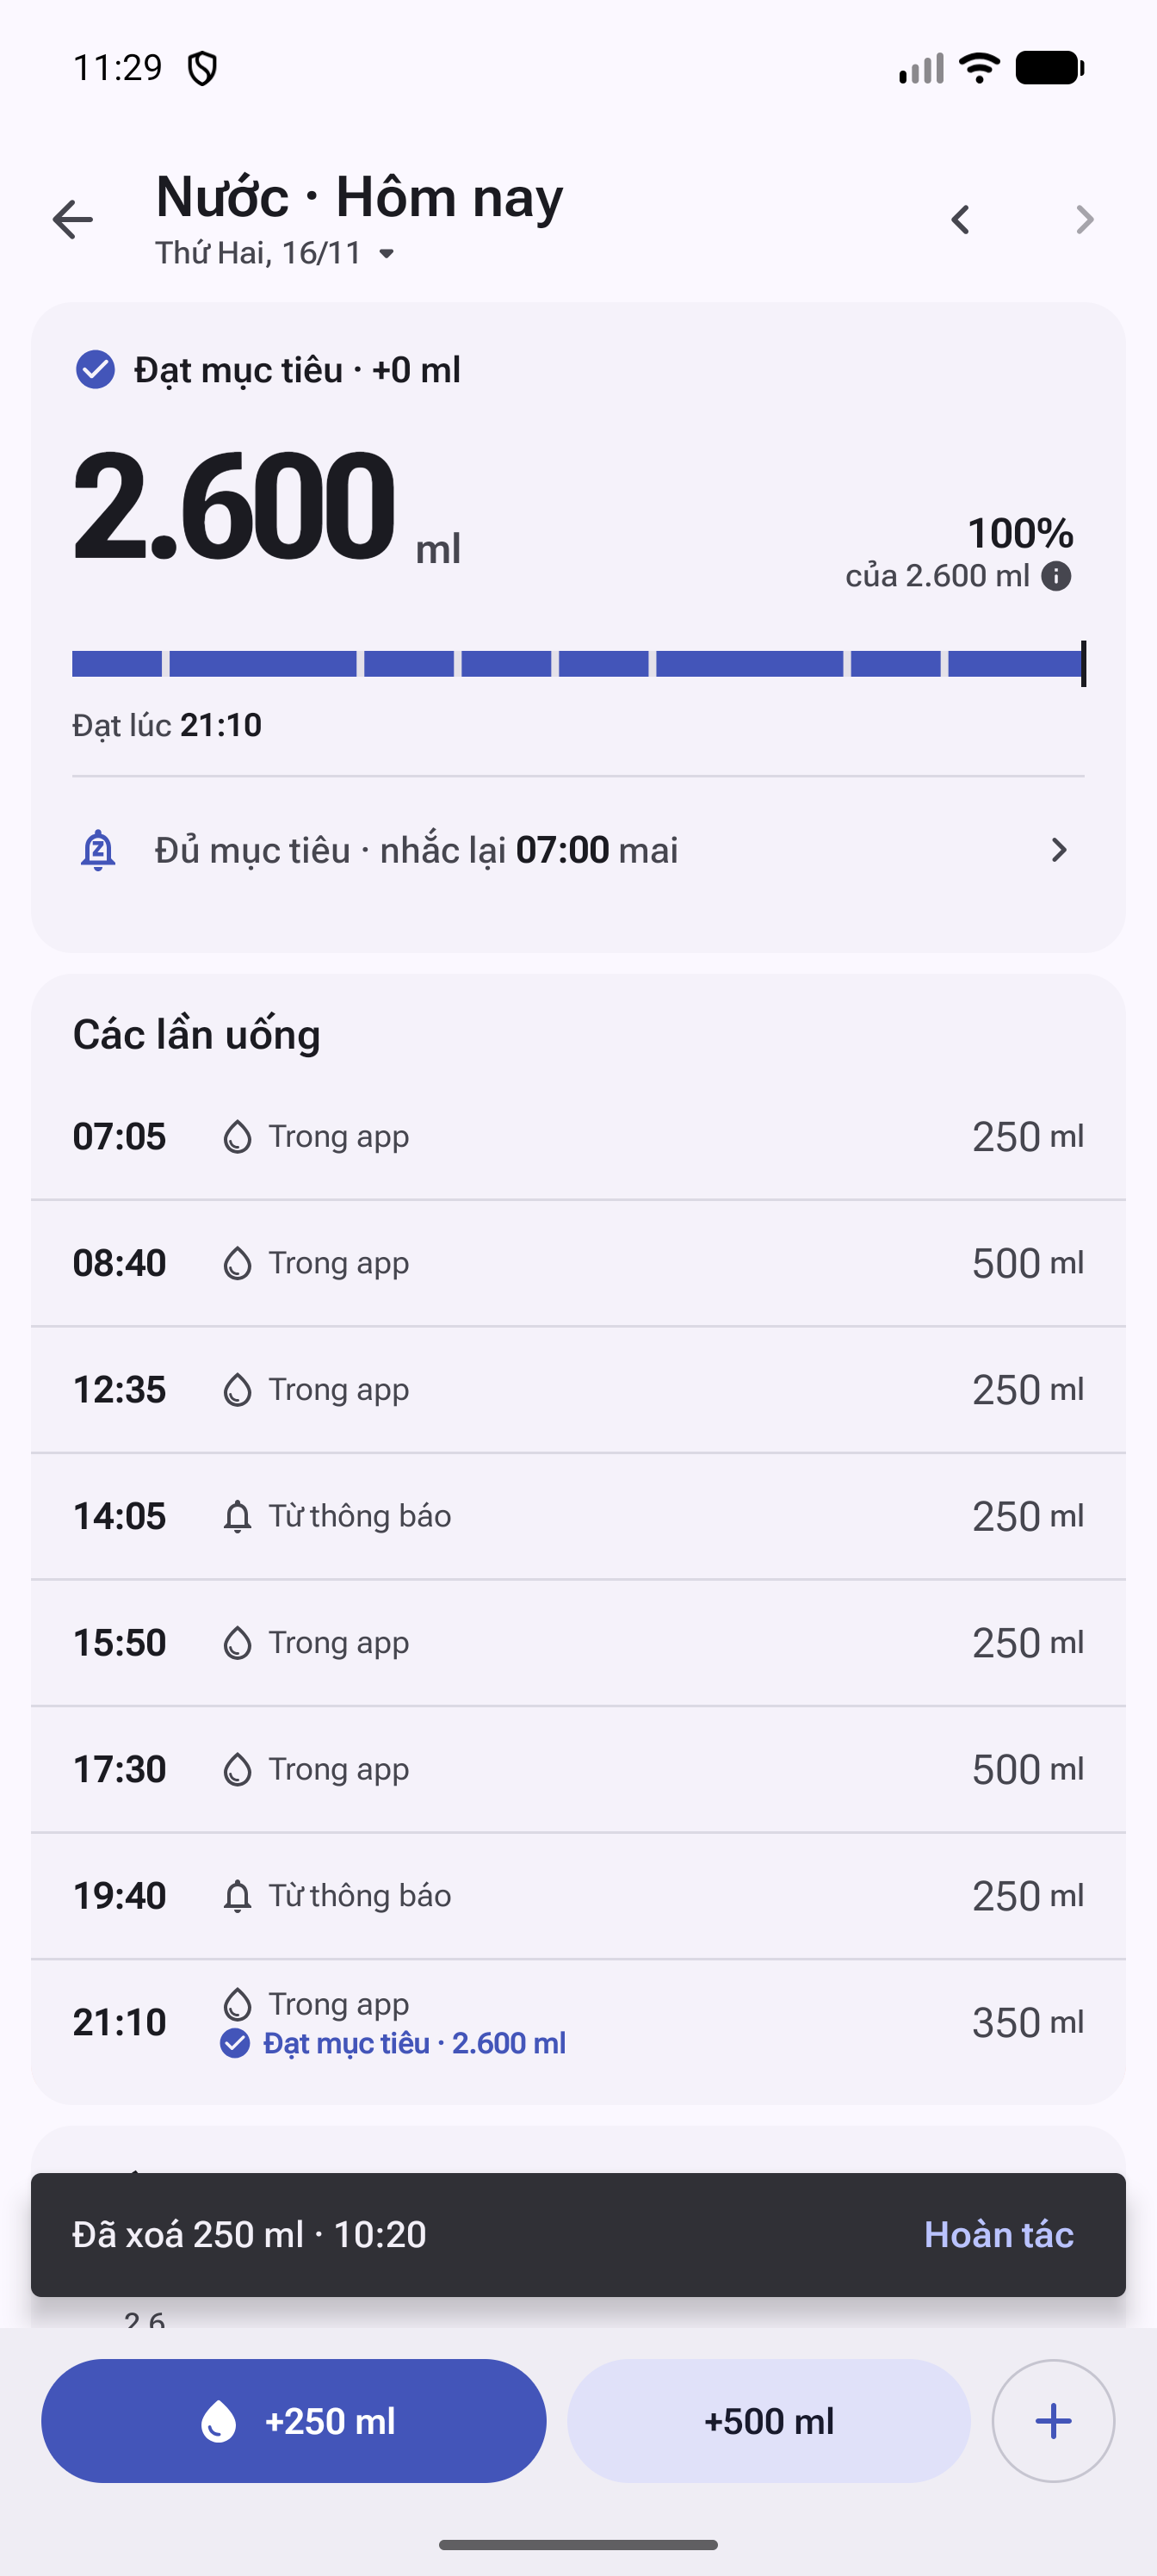 11:29
Nước · Hôm nay
Thứ Hai, 16/11
Đạt mục tiêu · +0 ml
2.600 ml
100%
của 2.600 ml
Đạt lúc 21:10
Đủ mục tiêu · nhắc lại 07:00 mai
Các lần uống
07:05 Trong app 250 ml
08:40 Trong app 500 ml
12:35 Trong app 250 ml
14:05 Từ thông báo 250 ml
15:50 Trong app 250 ml
17:30 Trong app 500 ml
19:40 Từ thông báo 250 ml
21:10 Trong app 350 ml
Đạt mục tiêu · 2.600 ml
Đã xoá 250 ml · 10:20 Hoàn tác
2,6
+250 ml +500 ml